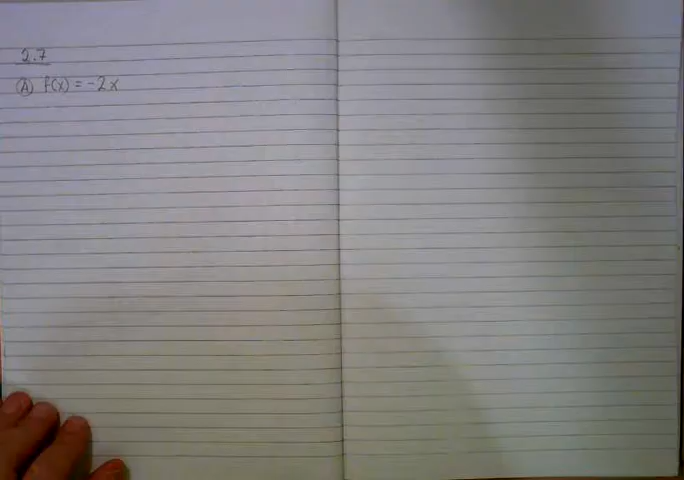 2.7
Ⓐ f(x) = -2x